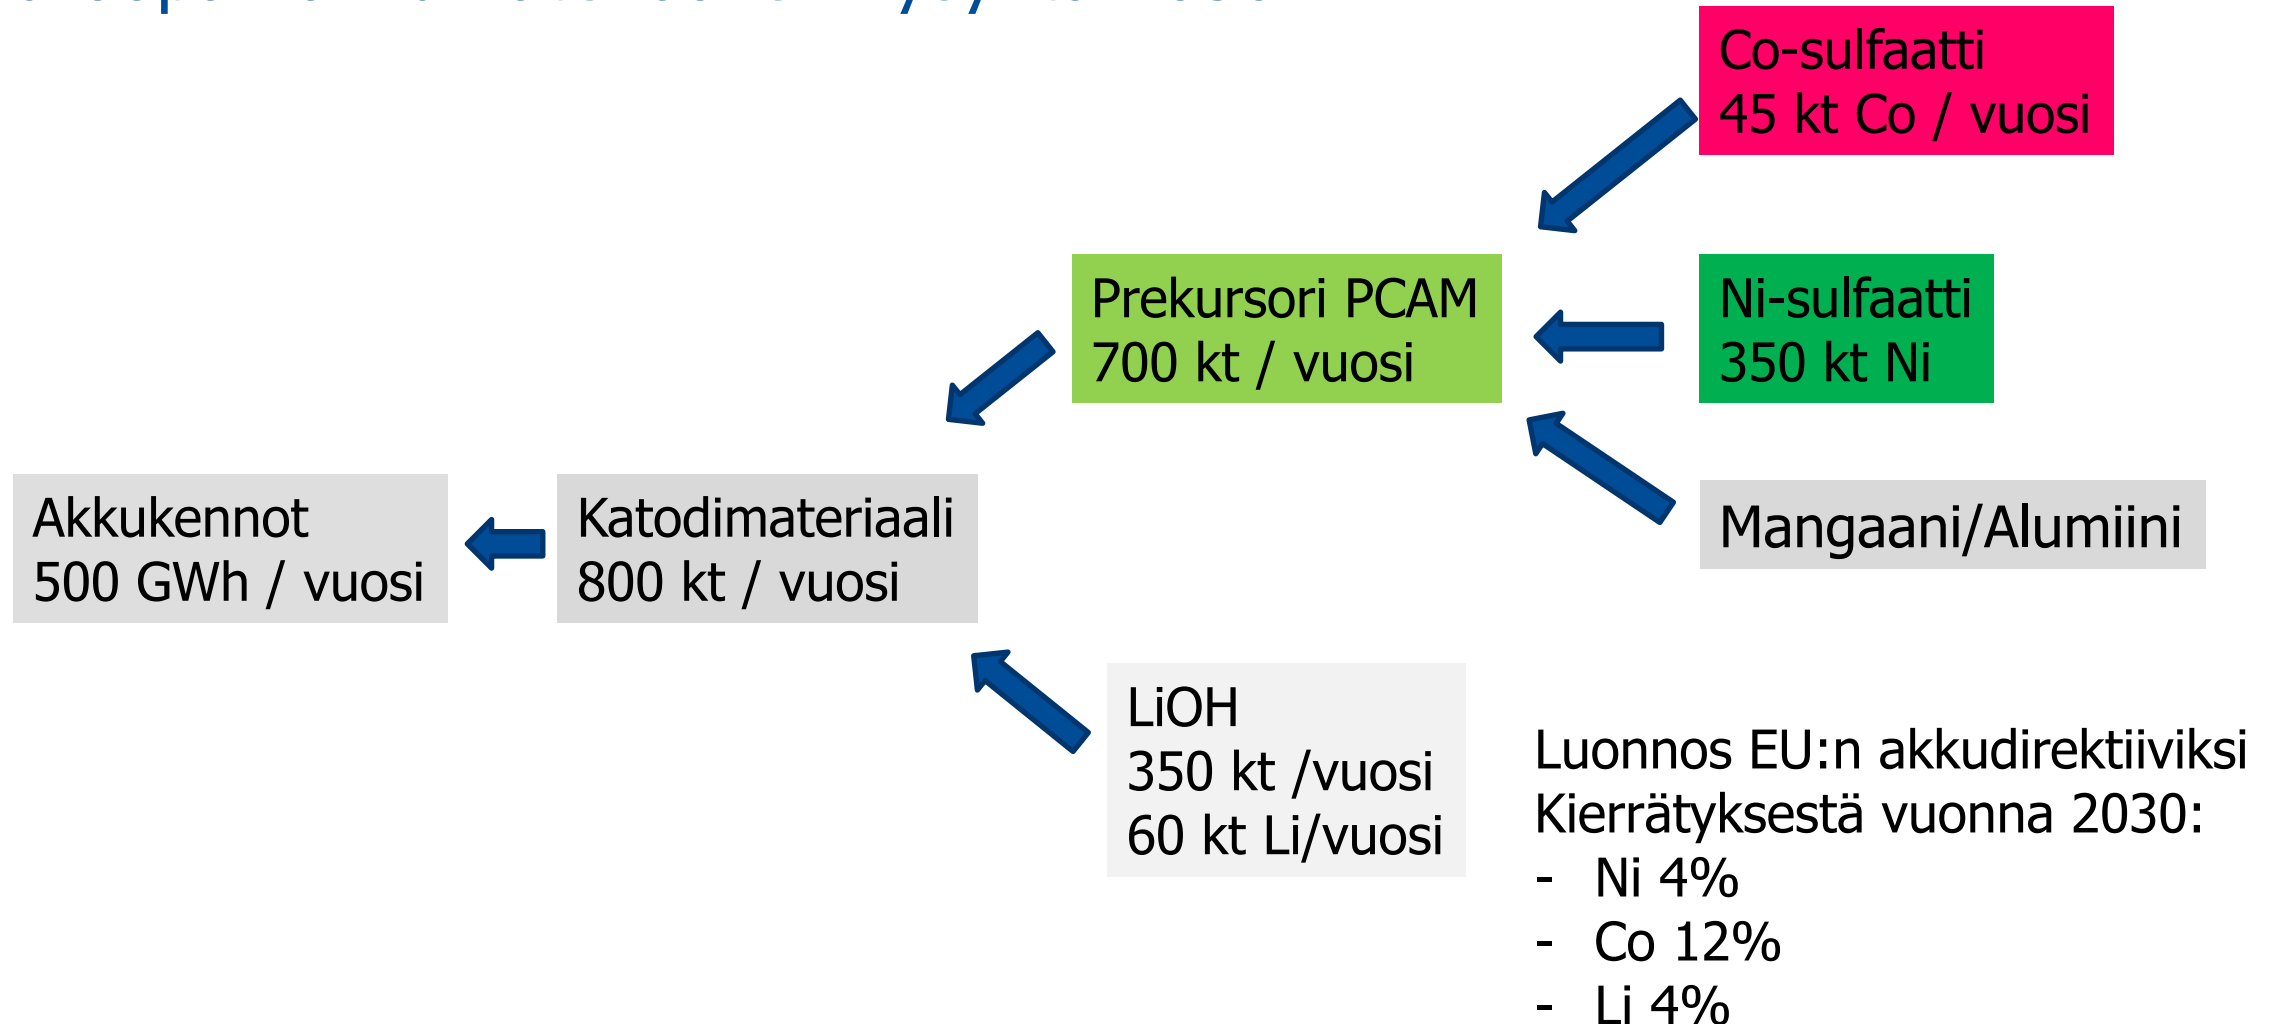 Co-sulfaatti
45 kt Co / vuosi
Prekursori PCAM
700 kt / vuosi
Ni-sulfaatti
350 kt Ni
Akkukennot
500 GWh / vuosi
Katodimateriaali
800 kt / vuosi
Mangaani/Alumiini
LiOH
350 kt /vuosi
60 kt Li/vuosi
Luonnos EU:n akkudirektiiviksi
Kierrätyksestä vuonna 2030:
- Ni 4%
- Co 12%
- Li 4%